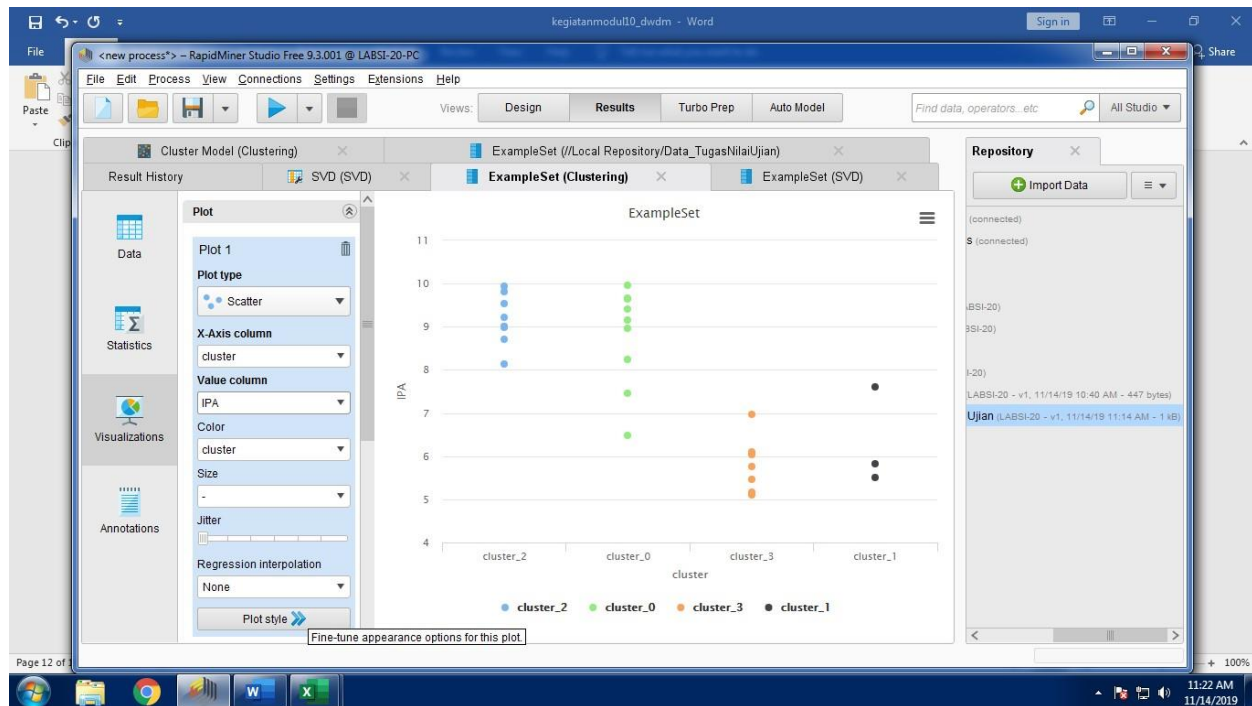 kegiatanmodul10_dwdm - Word
Sign in
File
Share
Paste
Clip
<new process*> – RapidMiner Studio Free 9.3.001 @ LABSI-20-PC
File Edit Process View Connections Settings Extensions Help
Views: Design Results Turbo Prep Auto Model
Find data, operators...etc
All Studio
Cluster Model (Clustering)
ExampleSet (//Local Repository/Data_TugasNilaiUjian)
Result History
SVD (SVD)
ExampleSet (Clustering)
ExampleSet (SVD)
Repository
Import Data
(connected)
S (connected)
ABSI-20)
BSI-20)
I-20)
LABSI-20 - v1, 11/14/19 10:40 AM - 447 bytes)
Ujian (LABSI-20 - v1, 11/14/19 11:14 AM - 1 kB)
Data
Statistics
Visualizations
Annotations
Plot
Plot 1
Plot type
Scatter
X-Axis column
cluster
Value column
IPA
Color
cluster
Size
-
Jitter
Regression interpolation
None
Plot style
Fine-tune appearance options for this plot.
ExampleSet
11
10
9
8
7
6
5
4
IPA
cluster_2 cluster_0 cluster_3 cluster_1
cluster
cluster_2 cluster_0 cluster_3 cluster_1
Page 12 of
+ 100%
11:22 AM
11/14/2019